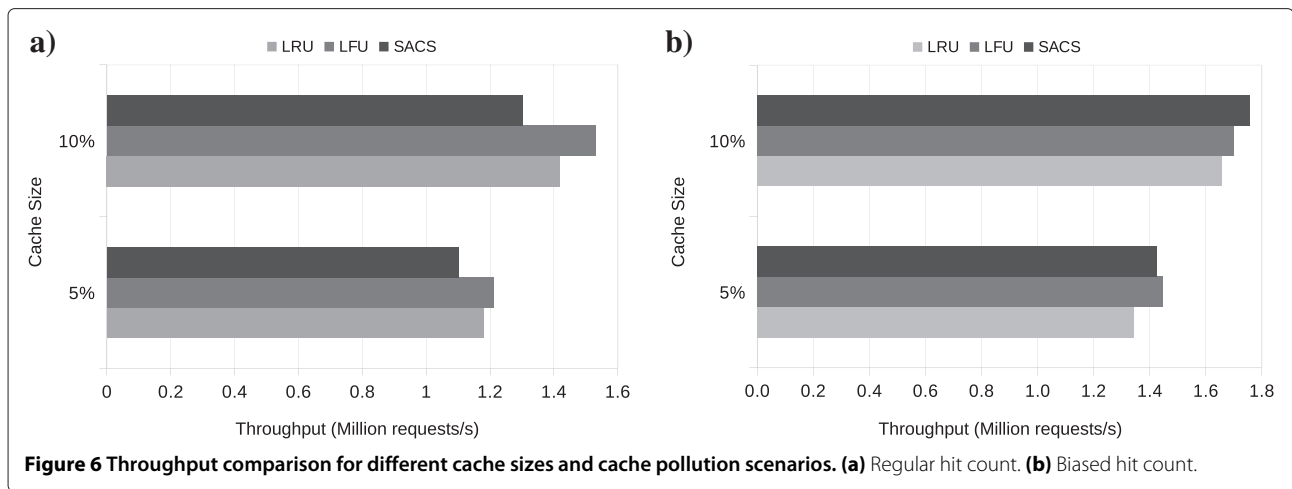 a)
LRU LFU SACS
10%
5%
Cache Size
0 0.2 0.4 0.6 0.8 1 1.2 1.4 1.6
Throughput (Million requests/s)
b)
LRU LFU SACS
10%
5%
Cache Size
0.0 0.2 0.4 0.6 0.8 1.0 1.2 1.4 1.6 1.8
Throughput (Million requests/s)
Figure 6 Throughput comparison for different cache sizes and cache pollution scenarios. (a) Regular hit count. (b) Biased hit count.